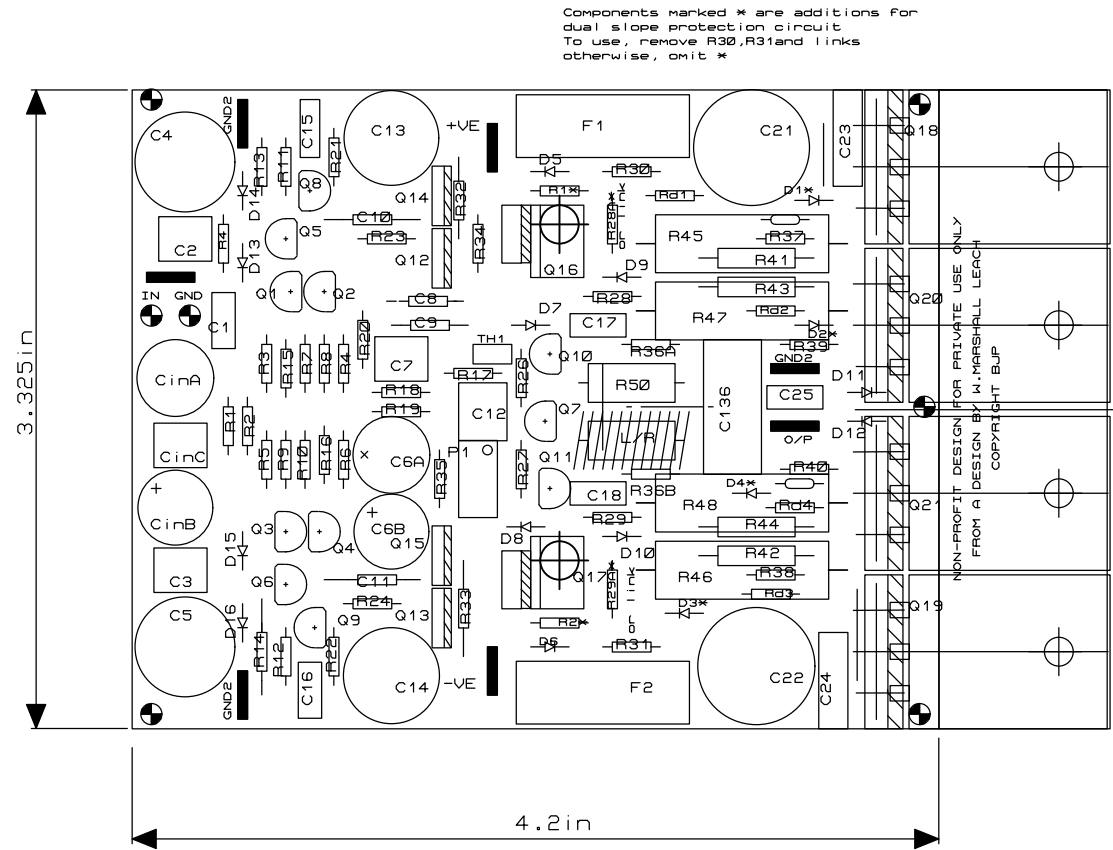 Components marked * are additions for
dual slope protection circuit
To use, remove R30,R31and links
otherwise, omit *
C4
GND2
C15
R21
C13
+VE
F1
C21
C23
Q18
R13
R11
Q8
D14
Q14
R32
D5
R1*
R30
R28A*
LINK
Rd1
D1*
C2
R4
Q5
D13
C10
R23
R34
Q12
Q16
R45
R37
R41
D9
IN
GND
Q1
Q2
C8
C9
D7
R28
C17
R43
R47
Rd2
D2*
R39
Q20
C1
R20
TH1
Q10
R36A
GND2
CinA
R3
R15
R7
R8
R4
C7
R17
R26
R50
C136
D11
C25
R18
R19
C12
Q7
R1
R2
L/R
O/P
D12
CinC
R5
R9
R10
R16
R6
C6A
P1
R35
R27
Q11
R36B
R40
D4*
+
CinB
Q3
Q4
+
C6B
Q15
C18
R29
D8
R48
Rd4
R44
Q21
D15
C3
Q6
C11
R24
Q17
D10
R29A*
LINK
R42
R46
R38
Rd3
D3*
Q19
C5
D16
Q9
Q13
R33
R2*
R14
R12
R22
D6
R31
GND2
C16
C14
-VE
F2
C22
C24
NON-PROFIT DESIGN FOR PRIVATE USE ONLY
FROM A DESIGN BY W.MARSHALL LEACH
COPYRIGHT BJP
3.325in
4.2in